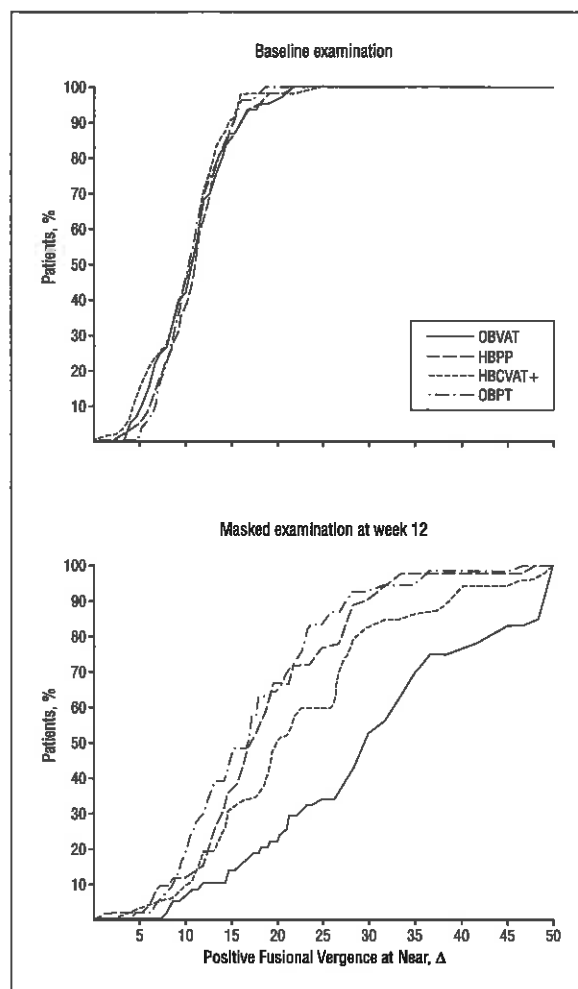 Baseline examination
100
90
80
70
60
50
40
30
20
10
Patients, %
OBVAT
HBPP
HBCVAT+
OBPT
Masked examination at week 12
100
90
80
70
60
50
40
30
20
10
Patients, %
5 10 15 20 25 30 35 40 45 50
Positive Fusional Vergence at Near, Δ